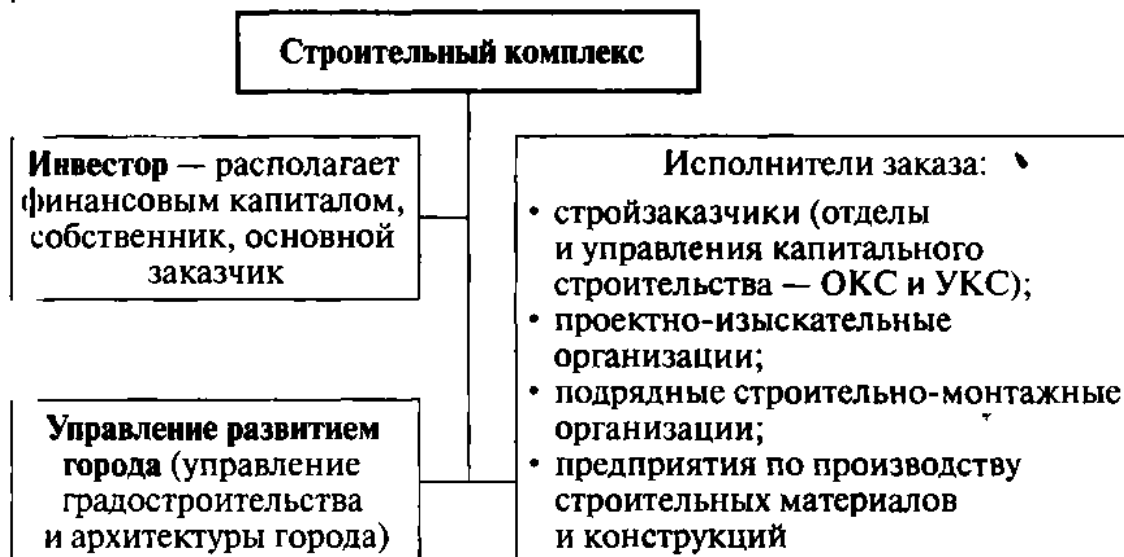 Строительный комплекс
Инвестор — располагает
финансовым капиталом,
собственник, основной
заказчик
Управление развитием
города (управление
градостроительства
и архитектуры города)
Исполнители заказа:
• стройзаказчики (отделы
и управления капитального
строительства — ОКС и УКС);
• проектно-изыскательные
организации;
• подрядные строительно-монтажные
организации;
• предприятия по производству
строительных материалов
и конструкций